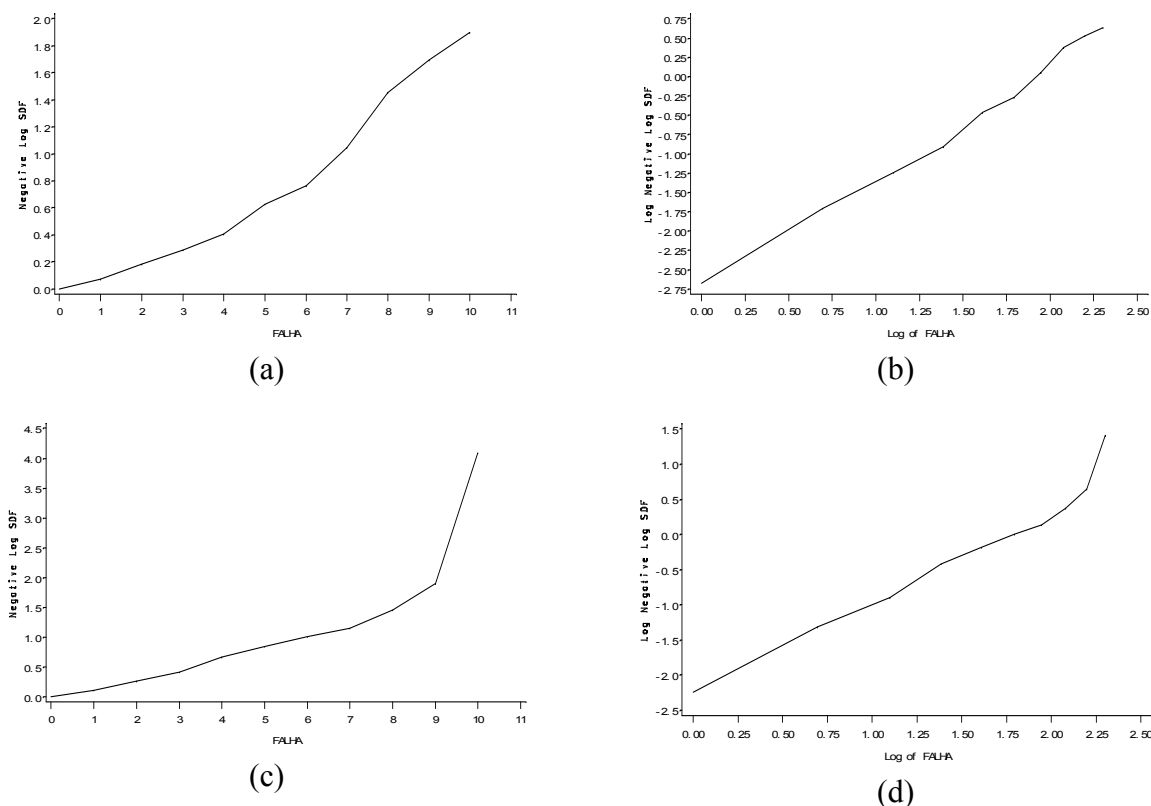 2.0
1.8
1.6
1.4
1.2
1.0
0.8
0.6
0.4
0.2
0.0
Negative Log SDF
0 1 2 3 4 5 6 7 8 9 10 11
FALHA
(a)
0.75
0.50
0.25
0.00
-0.25
-0.50
-0.75
-1.00
-1.25
-1.50
-1.75
-2.00
-2.25
-2.50
-2.75
Log Negative Log SDF
0.00 0.25 0.50 0.75 1.00 1.25 1.50 1.75 2.00 2.25 2.50
Log of FALHA
(b)
4.5
4.0
3.5
3.0
2.5
2.0
1.5
1.0
0.5
0.0
Negative Log SDF
0 1 2 3 4 5 6 7 8 9 10 11
FALHA
(c)
1.5
1.0
0.5
0.0
-0.5
-1.0
-1.5
-2.0
-2.5
Log Negative Log SDF
0.00 0.25 0.50 0.75 1.00 1.25 1.50 1.75 2.00 2.25 2.50
Log of FALHA
(d)